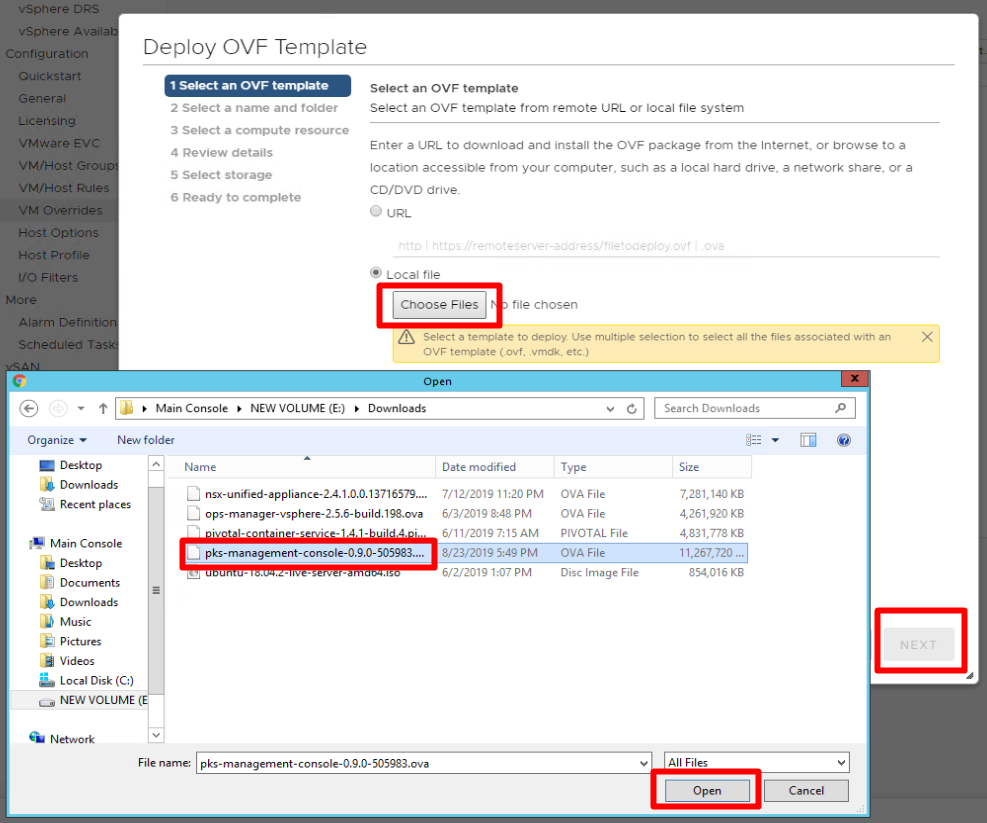 vSphere DRS
vSphere Availab
Configuration
Quickstart
General
Licensing
VMware EVC
VM/Host Groups
VM/Host Rules
VM Overrides
Host Options
Host Profile
I/O Filters
More
Alarm Definition
Scheduled Tasks
vSAN
Deploy OVF Template
1 Select an OVF template
2 Select a name and folder
3 Select a compute resource
4 Review details
5 Select storage
6 Ready to complete
Select an OVF template
Select an OVF template from remote URL or local file system
Enter a URL to download and install the OVF package from the Internet, or browse to a
location accessible from your computer, such as a local hard drive, a network share, or a
CD/DVD drive.
URL
http | https://remoteserver-address/filetodeploy.ovf | .ova
Local file
Choose Files No file chosen
Select a template to deploy. Use multiple selection to select all the files associated with an
OVF template (.ovf, .vmdk, etc.)
NEXT
Open
Main Console NEW VOLUME (E:) Downloads
Search Downloads
Organize New folder
Desktop
Downloads
Recent places
Main Console
Desktop
Documents
Downloads
Music
Pictures
Videos
Local Disk (C:)
NEW VOLUME (E
Network
Name Date modified Type Size
nsx-unified-appliance-2.4.1.0.0.13716579.... 7/12/2019 11:20 PM OVA File 7,281,140 KB
ops-manager-vsphere-2.5.6-build.198.ova 6/3/2019 8:48 PM OVA File 4,261,920 KB
pivotal-container-service-1.4.1-build.4.pi... 6/11/2019 7:15 AM PIVOTAL File 4,831,778 KB
pks-management-console-0.9.0-505983.... 8/23/2019 5:49 PM OVA File 11,267,720 ...
ubuntu-18.04.2-live-server-amd64.iso 6/2/2019 1:07 PM Disc Image File 854,016 KB
File name: pks-management-console-0.9.0-505983.ova All Files
Open Cancel